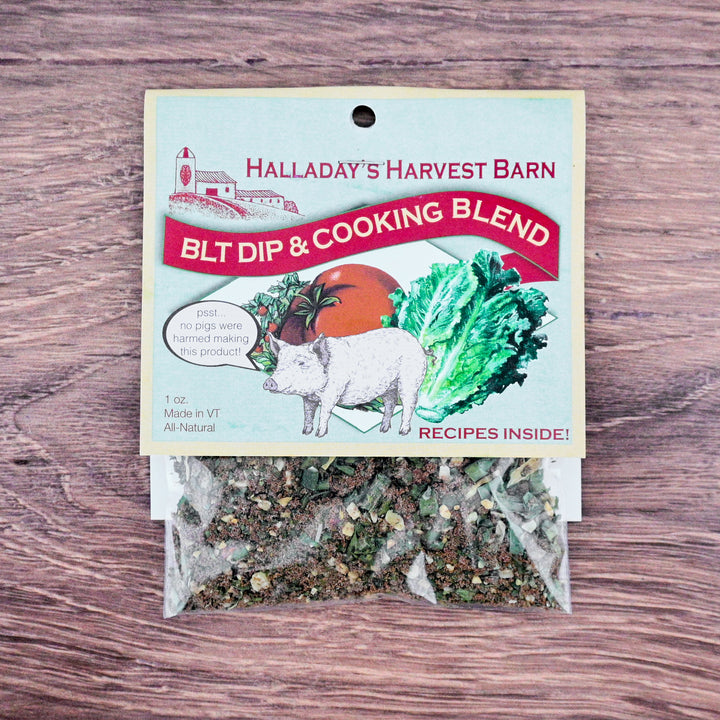 HALLADAY'S HARVEST BARN
BLT DIP & COOKING BLEND
psst...
no pigs were
harmed making
this product!
1 oz.
Made in VT
All-Natural
RECIPES INSIDE!